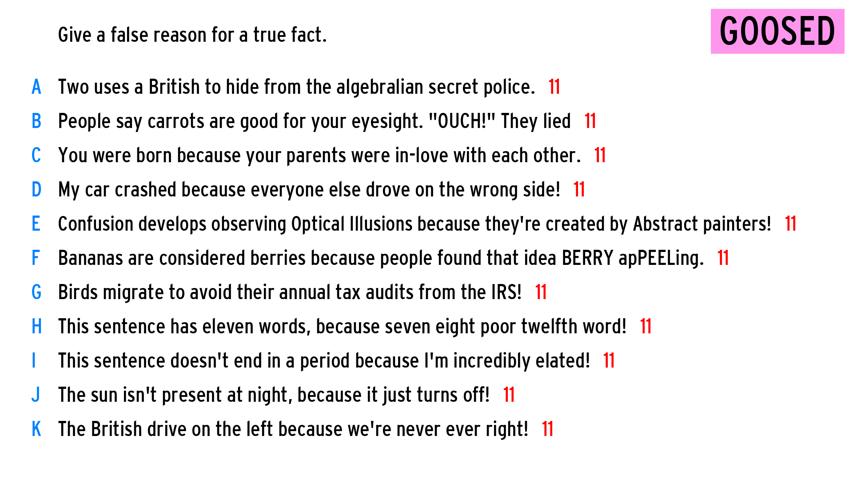 Give a false reason for a true fact.
GOOSED
A Two uses a British to hide from the algebralian secret police. 11
B People say carrots are good for your eyesight. "OUCH!" They lied 11
C You were born because your parents were in-love with each other. 11
D My car crashed because everyone else drove on the wrong side! 11
E Confusion develops observing Optical Illusions because they're created by Abstract painters! 11
F Bananas are considered berries because people found that idea BERRY apPEELing. 11
G Birds migrate to avoid their annual tax audits from the IRS! 11
H This sentence has eleven words, because seven eight poor twelfth word! 11
I This sentence doesn't end in a period because I'm incredibly elated! 11
J The sun isn't present at night, because it just turns off! 11
K The British drive on the left because we're never ever right! 11